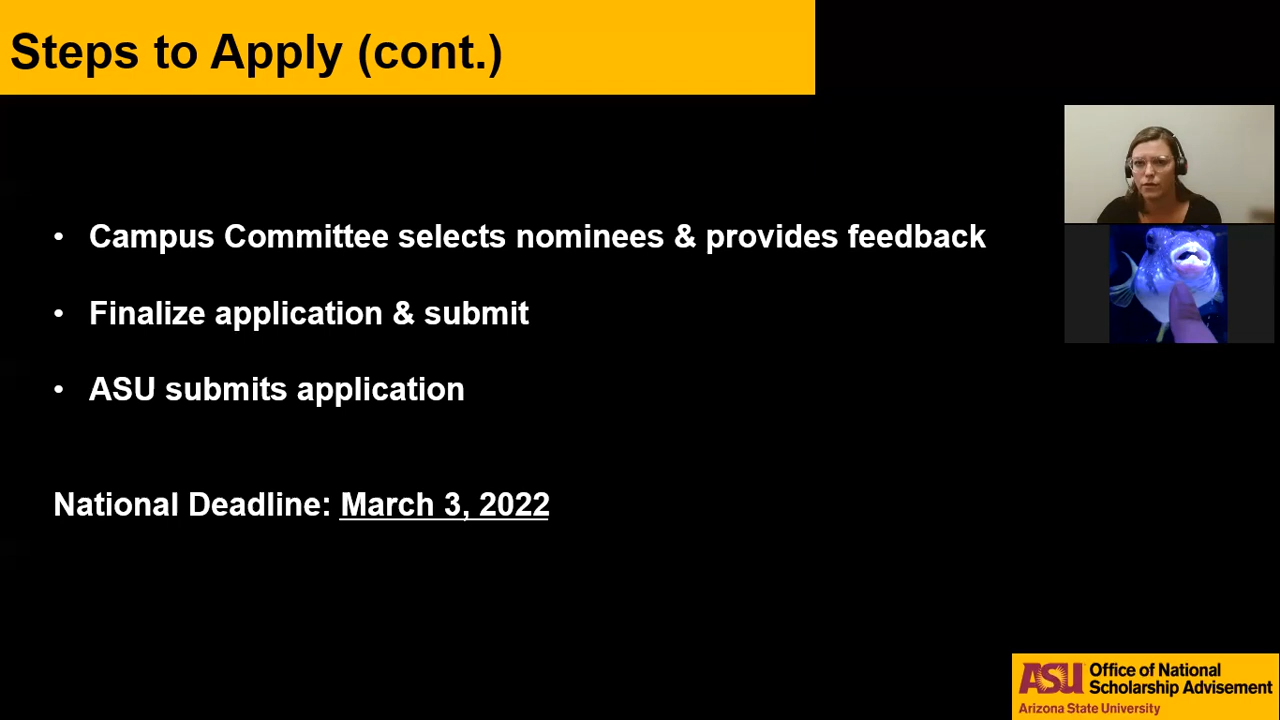 Steps to Apply (cont.)
• Campus Committee selects nominees & provides feedback
• Finalize application & submit
• ASU submits application
National Deadline: March 3, 2022
ASU Office of National
Scholarship Advisement
Arizona State University